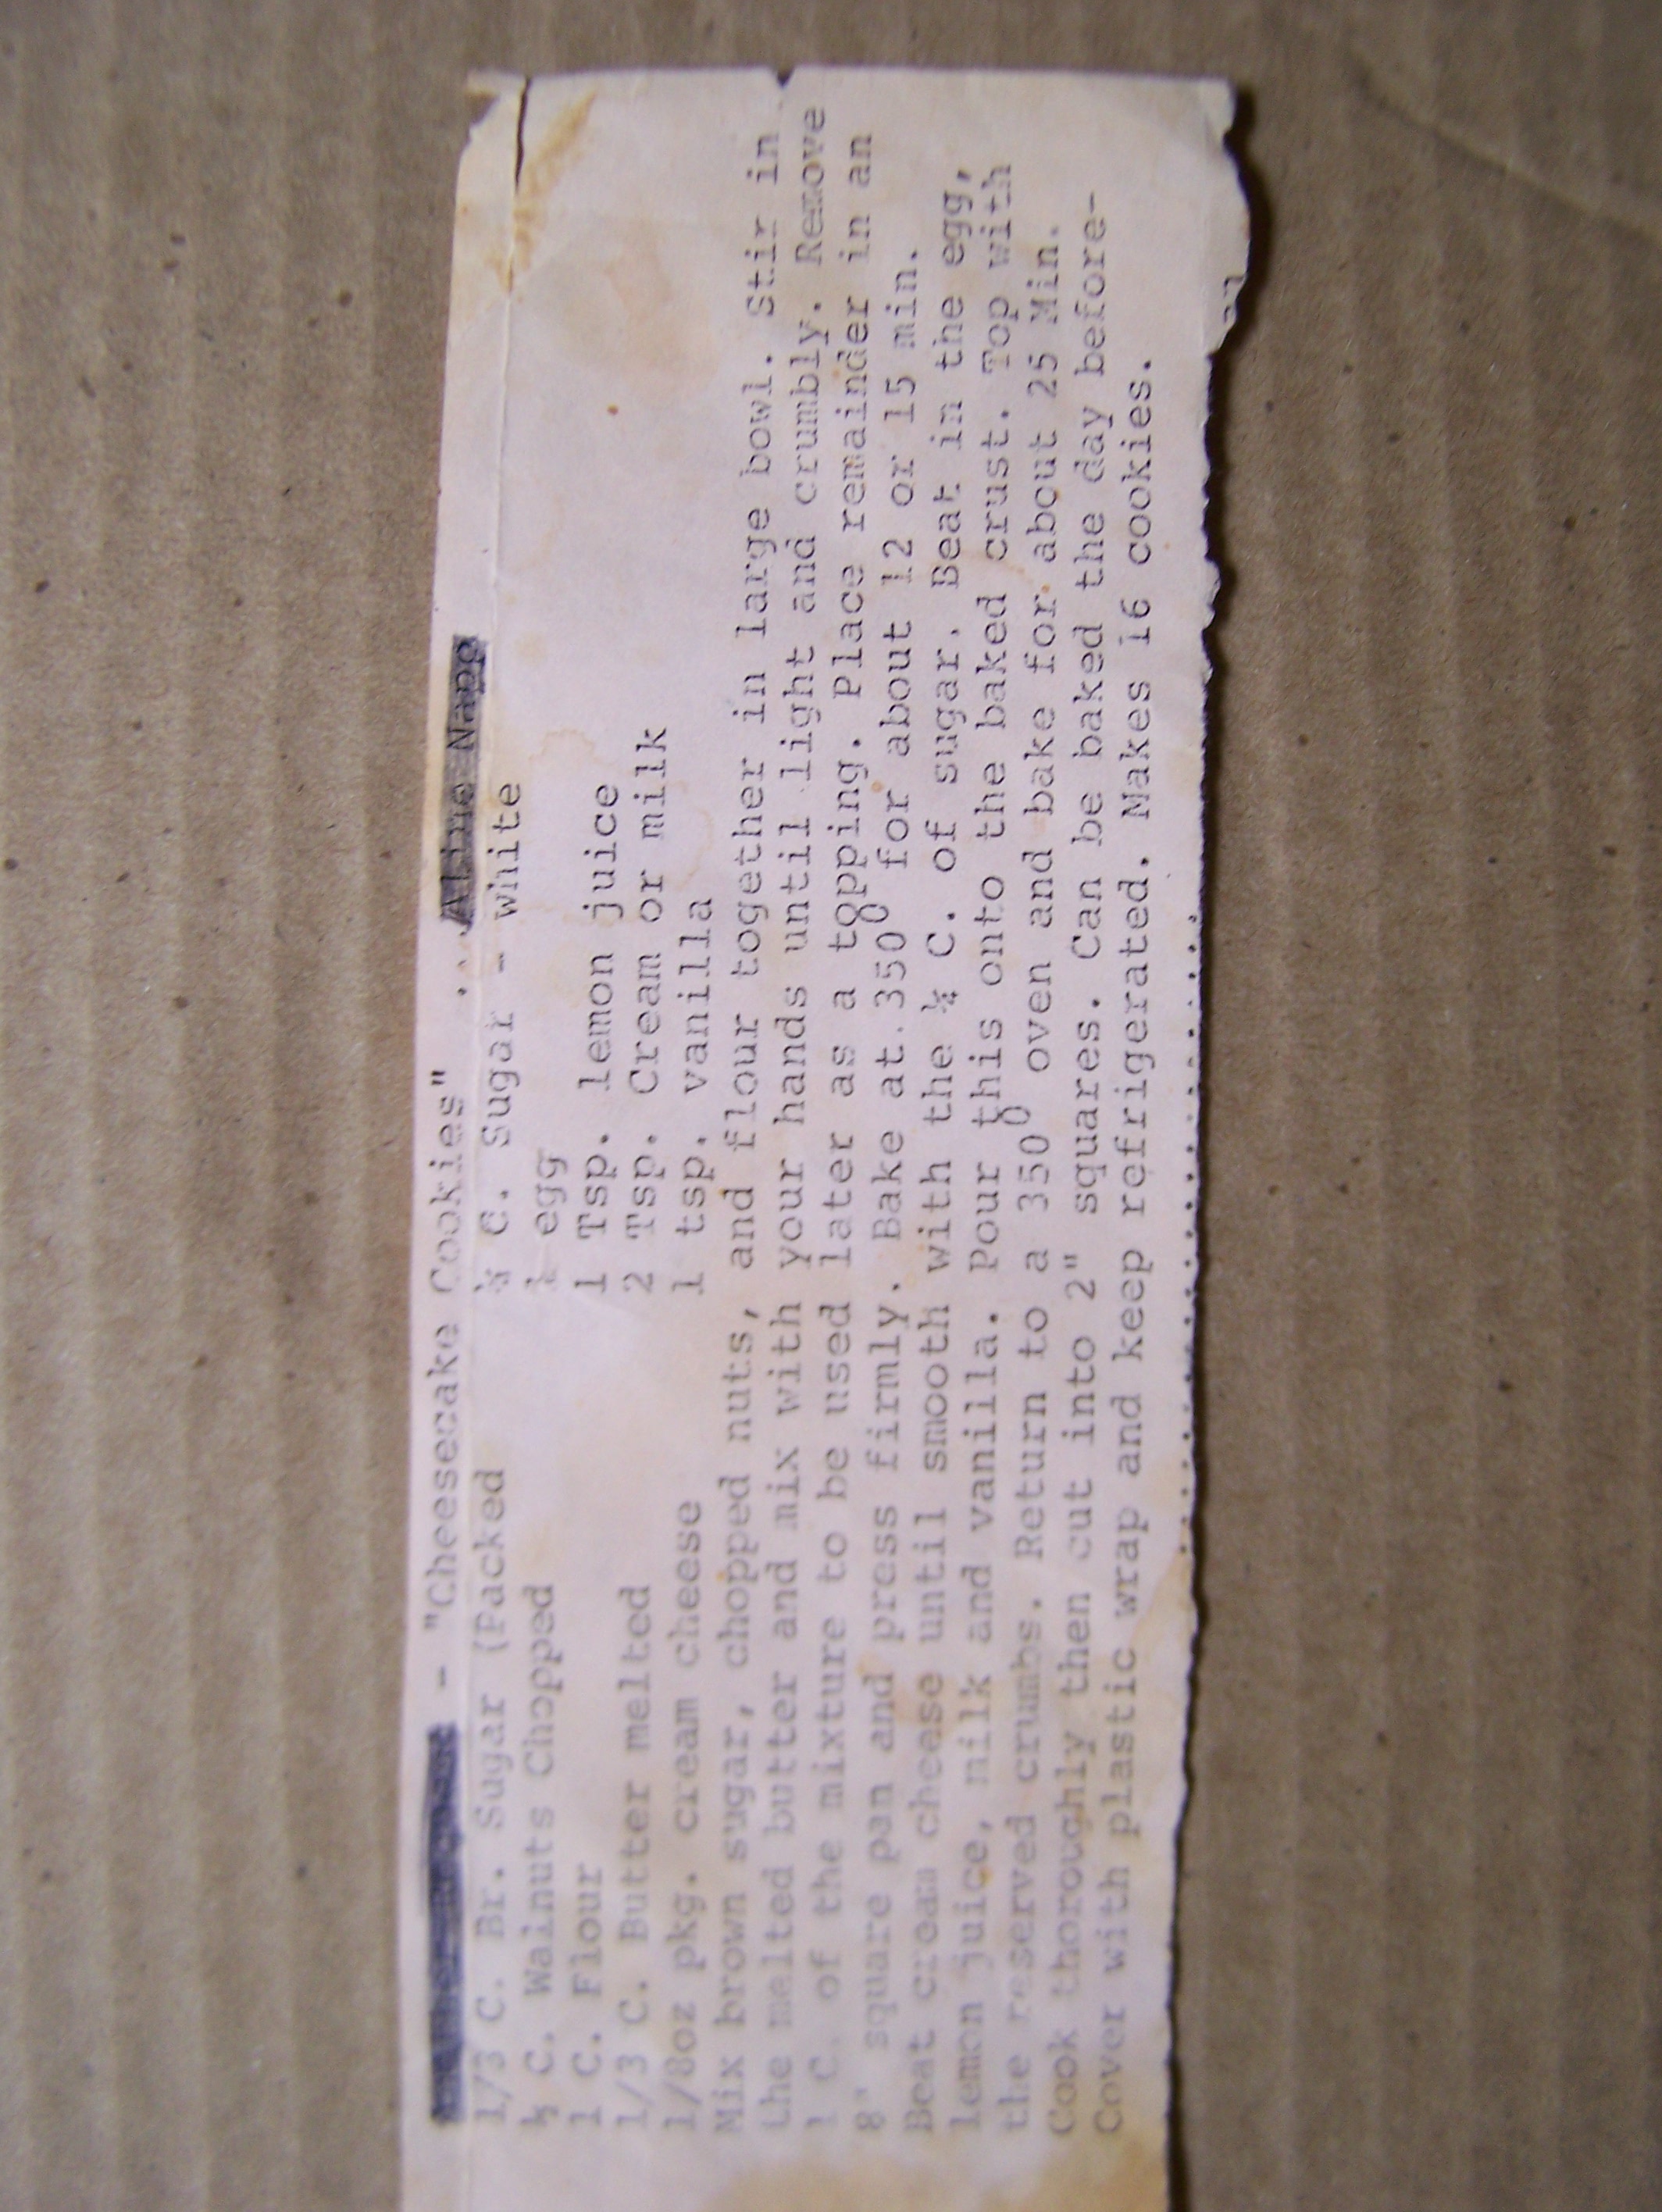 - "Cheesecake Cookies" .. Aline Napp
1/3 C. Br. Sugar (Packed ¼ C. Sugar - white
½ C. Walnuts Chopped 1 egg
1 C. Flour 1 Tsp. lemon juice
1/3 C. Butter melted 2 Tsp. Cream or milk
1/8oz pkg. cream cheese 1 tsp. vanilla
Mix brown sugar, chopped nuts, and flour together in large bowl. Stir in
the melted butter and mix with your hands until light and crumbly. Remove
1 C. of the mixture to be used later as a topping. Place remainder in an
8" square pan and press firmly. Bake at 350⁰ for about 12 or 15 min.
Beat cream cheese until smooth with the ¼ C. of sugar. Beat in the egg,
lemon juice, milk and vanilla. Pour this onto the baked crust. Top with
the reserved crumbs. Return to a 350⁰ oven and bake for about 25 Min.
Cook thoroughly then cut into 2" squares. Can be baked the day before-
Cover with plastic wrap and keep refrigerated. Makes 16 cookies.